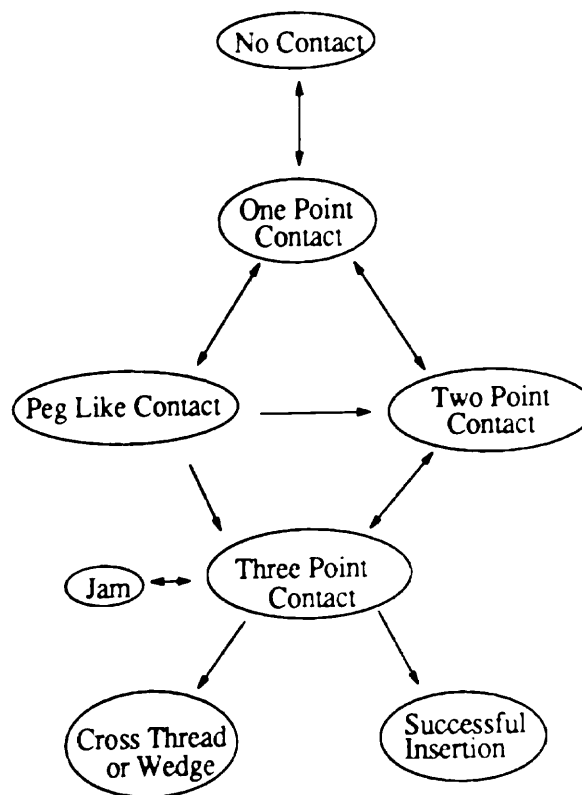 No Contact
One Point
Contact
Peg Like Contact
Two Point
Contact
Three Point
Contact
Jam
Cross Thread
or Wedge
Successful
Insertion